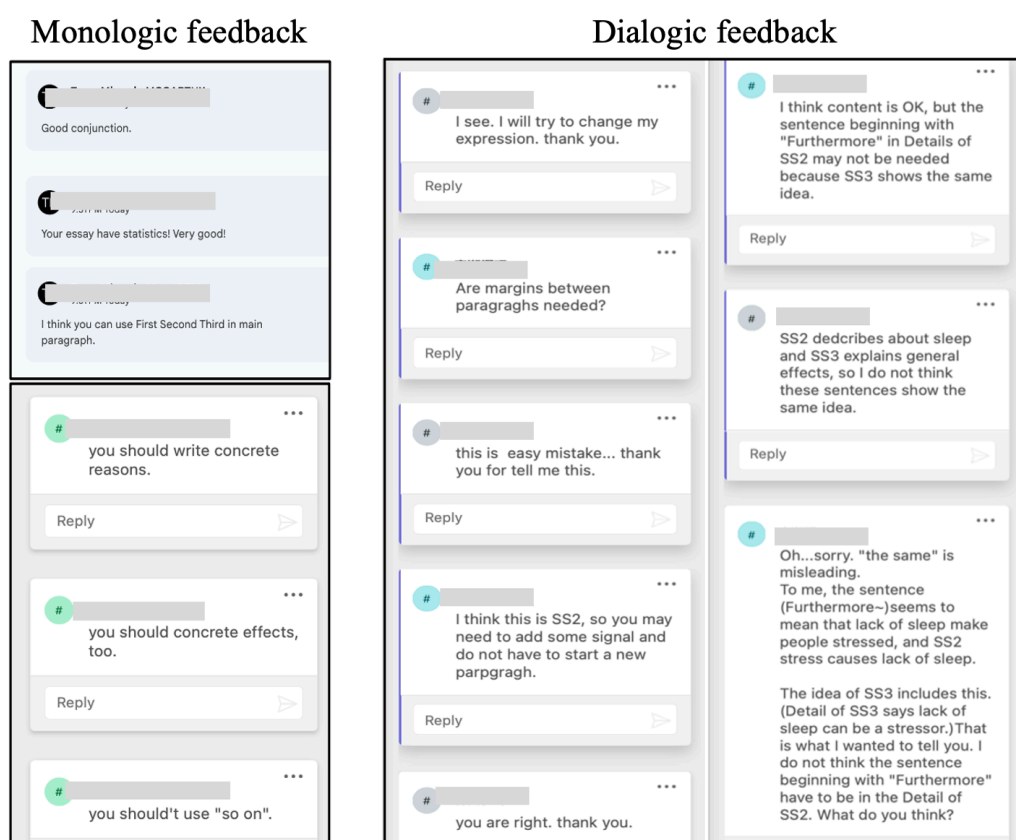 Monologic feedback
Good conjunction.
Today
Your essay have statistics! Very good!
Today
I think you can use First Second Third in main
paragraph.
#
you should write concrete
reasons.
Reply
#
you should concrete effects,
too.
Reply
#
you should't use "so on".
Dialogic feedback
#
I see. I will try to change my
expression. thank you.
Reply
#
Are margins between
paragraghs needed?
Reply
#
this is easy mistake... thank
you for tell me this.
Reply
#
I think this is SS2, so you may
need to add some signal and
do not have to start a new
parpgragh.
Reply
#
you are right. thank you.
#
I think content is OK, but the
sentence beginning with
"Furthermore" in Details of
SS2 may not be needed
because SS3 shows the same
idea.
Reply
#
SS2 dedcribes about sleep
and SS3 explains general
effects, so I do not think
these sentences show the
same idea.
Reply
#
Oh...sorry. "the same" is
misleading.
To me, the sentence
(Furthermore~)seems to
mean that lack of sleep make
people stressed, and SS2
stress causes lack of sleep.
The idea of SS3 includes this.
(Detail of SS3 says lack of
sleep can be a stressor.)That
is what I wanted to tell you. I
do not think the sentence
beginning with "Furthermore"
have to be in the Detail of
SS2. What do you think?